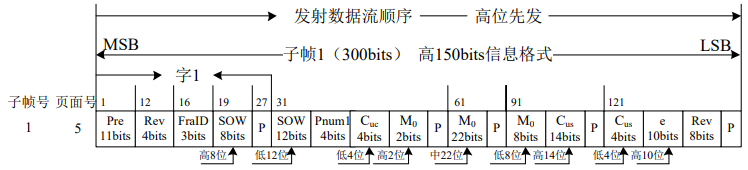 发射数据流顺序 高位先发
MSB LSB
子帧1（300bits） 高150bits信息格式
字1
子帧号 页面号 1 12 16 19 27 31 61 91 121
1 5 Pre Rev FraID SOW P SOW Pnum1 Cuc M0 P M0 P M0 Cus P Cus e Rev P
11bits 4bits 3bits 8bits 12bits 4bits 4bits 2bits 22bits 8bits 14bits 4bits 10bits 8bits
高8位 低12位 低4位 高2位 中22位 低8位 高14位 低4位 高10位